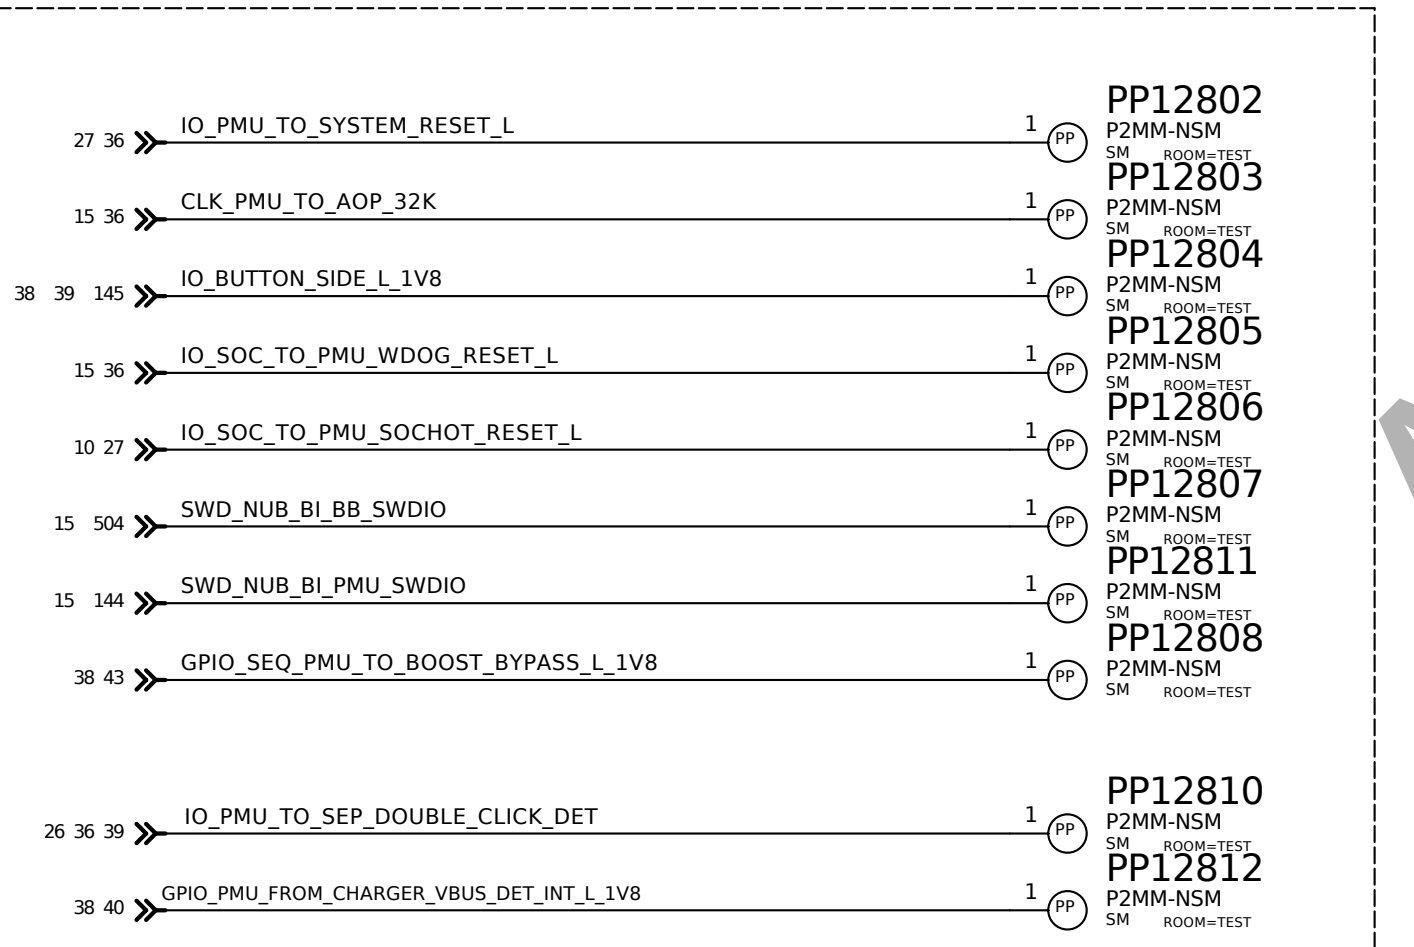 PP12802
27 36 IO_PMU_TO_SYSTEM_RESET_L 1 PP P2MM-NSM
SM ROOM=TEST
PP12803
15 36 CLK_PMU_TO_AOP_32K 1 PP P2MM-NSM
SM ROOM=TEST
PP12804
38 39 145 IO_BUTTON_SIDE_L_1V8 1 PP P2MM-NSM
SM ROOM=TEST
PP12805
15 36 IO_SOC_TO_PMU_WDOG_RESET_L 1 PP P2MM-NSM
SM ROOM=TEST
PP12806
10 27 IO_SOC_TO_PMU_SOCHOT_RESET_L 1 PP P2MM-NSM
SM ROOM=TEST
PP12807
15 504 SWD_NUB_BI_BB_SWDIO 1 PP P2MM-NSM
SM ROOM=TEST
PP12811
15 144 SWD_NUB_BI_PMU_SWDIO 1 PP P2MM-NSM
SM ROOM=TEST
PP12808
38 43 GPIO_SEQ_PMU_TO_BOOST_BYPASS_L_1V8 1 PP P2MM-NSM
SM ROOM=TEST
PP12810
26 36 39 IO_PMU_TO_SEP_DOUBLE_CLICK_DET 1 PP P2MM-NSM
SM ROOM=TEST
PP12812
38 40 GPIO_PMU_FROM_CHARGER_VBUS_DET_INT_L_1V8 1 PP P2MM-NSM
SM ROOM=TEST